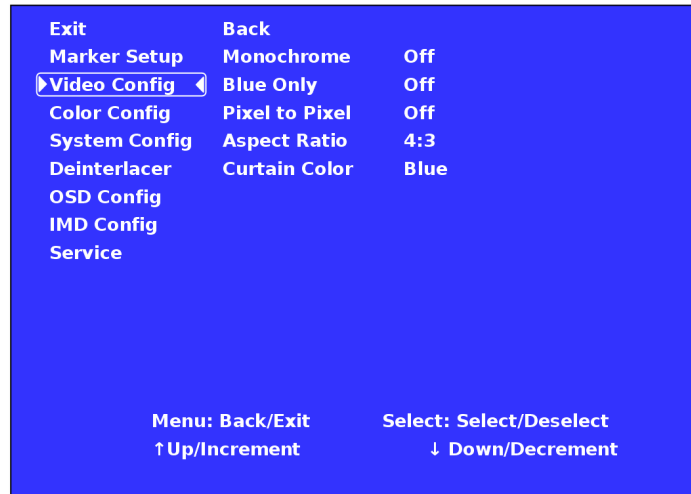 Exit Back
Marker Setup Monochrome Off
Video Config Blue Only Off
Color Config Pixel to Pixel Off
System Config Aspect Ratio 4:3
Deinterlacer Curtain Color Blue
OSD Config
IMD Config
Service
Menu: Back/Exit Select: Select/Deselect
↑Up/Increment ↓ Down/Decrement